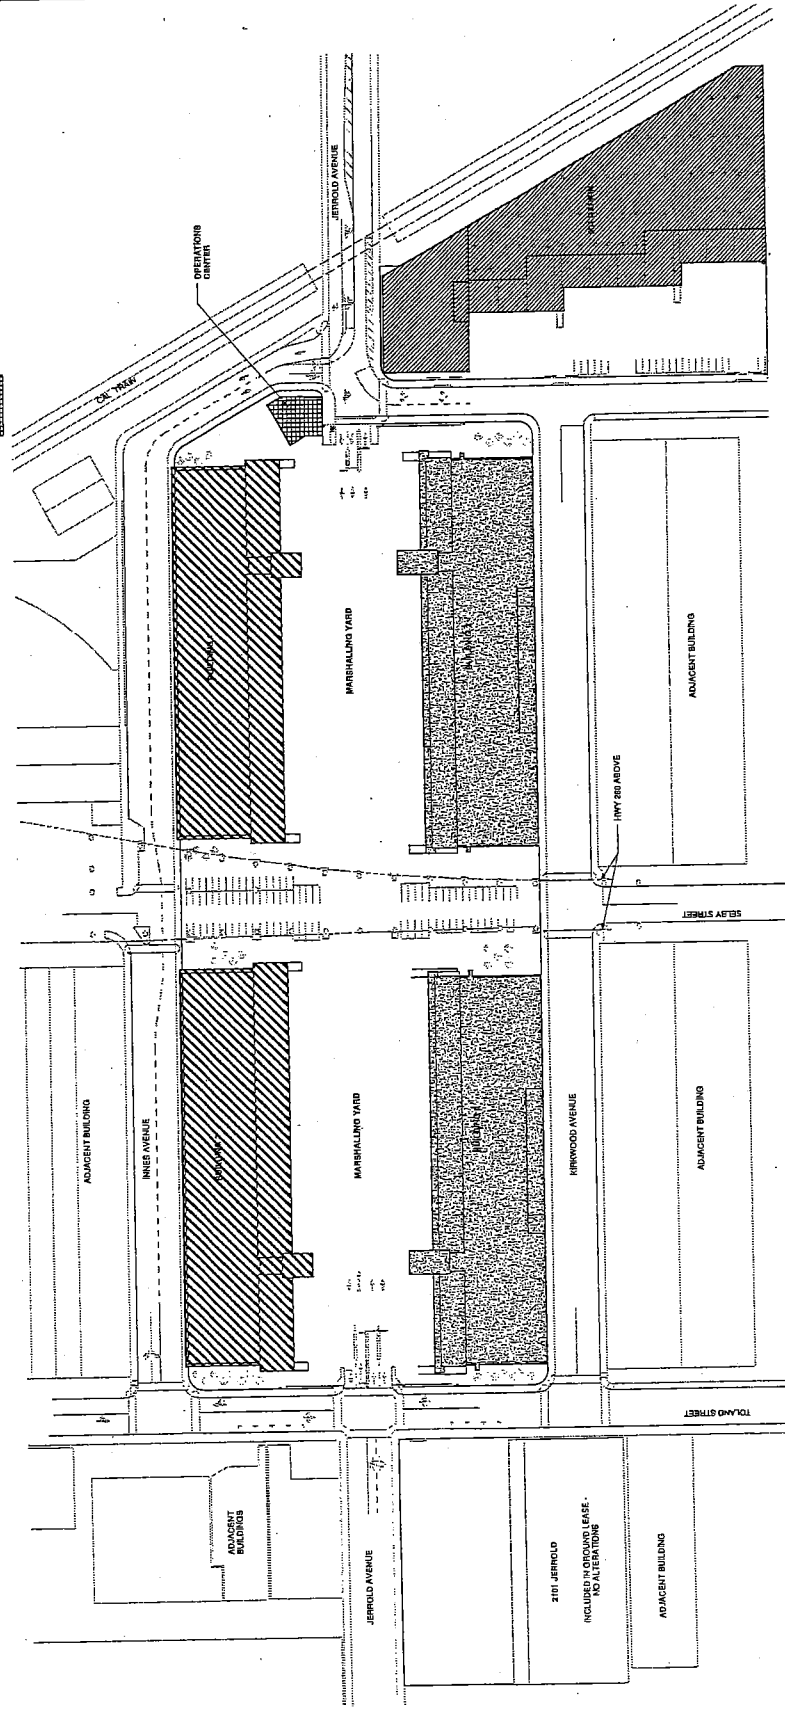 JERROLD AVENUE
OPERATIONS
CENTER
CAL TRAIN
MARSHALLING YARD
ADJACENT BUILDING
HWY 280 ABOVE
SELBY STREET
ADJACENT BUILDING
INNES AVENUE
MARSHALLING YARD
KIRKWOOD AVENUE
ADJACENT BUILDING
TOLAND STREET
ADJACENT
BUILDINGS
JERROLD AVENUE
2101 JERROLD
INCLUDED IN GROUND LEASE -
NO ALTERATIONS
ADJACENT BUILDING